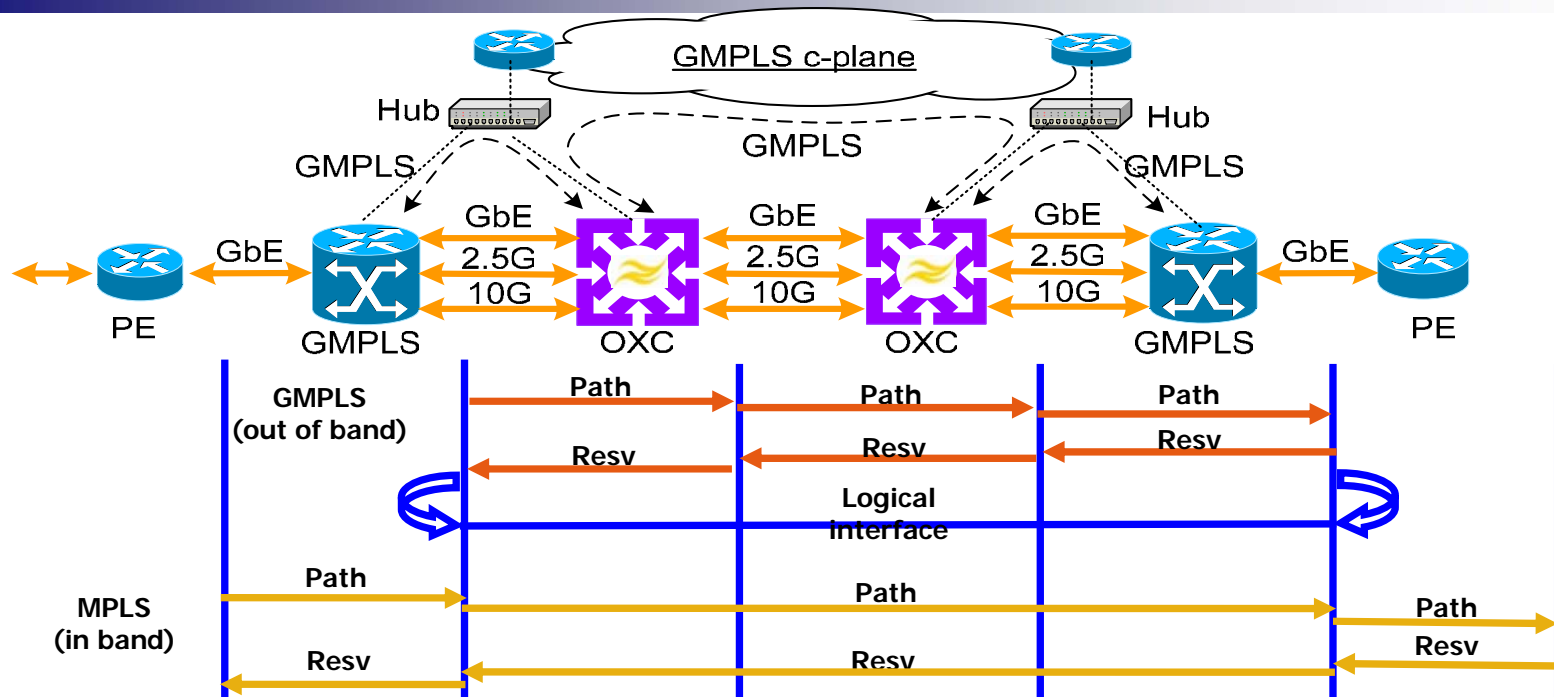 GMPLS c-plane
Hub
Hub
GMPLS
GMPLS
GMPLS
GbE
GbE
GbE
GbE
GbE
2.5G
2.5G
2.5G
10G
10G
10G
PE
GMPLS
OXC
OXC
GMPLS
PE
GMPLS
(out of band)
Path
Path
Path
Resv
Resv
Resv
Logical
interface
MPLS
(in band)
Path
Path
Path
Resv
Resv
Resv